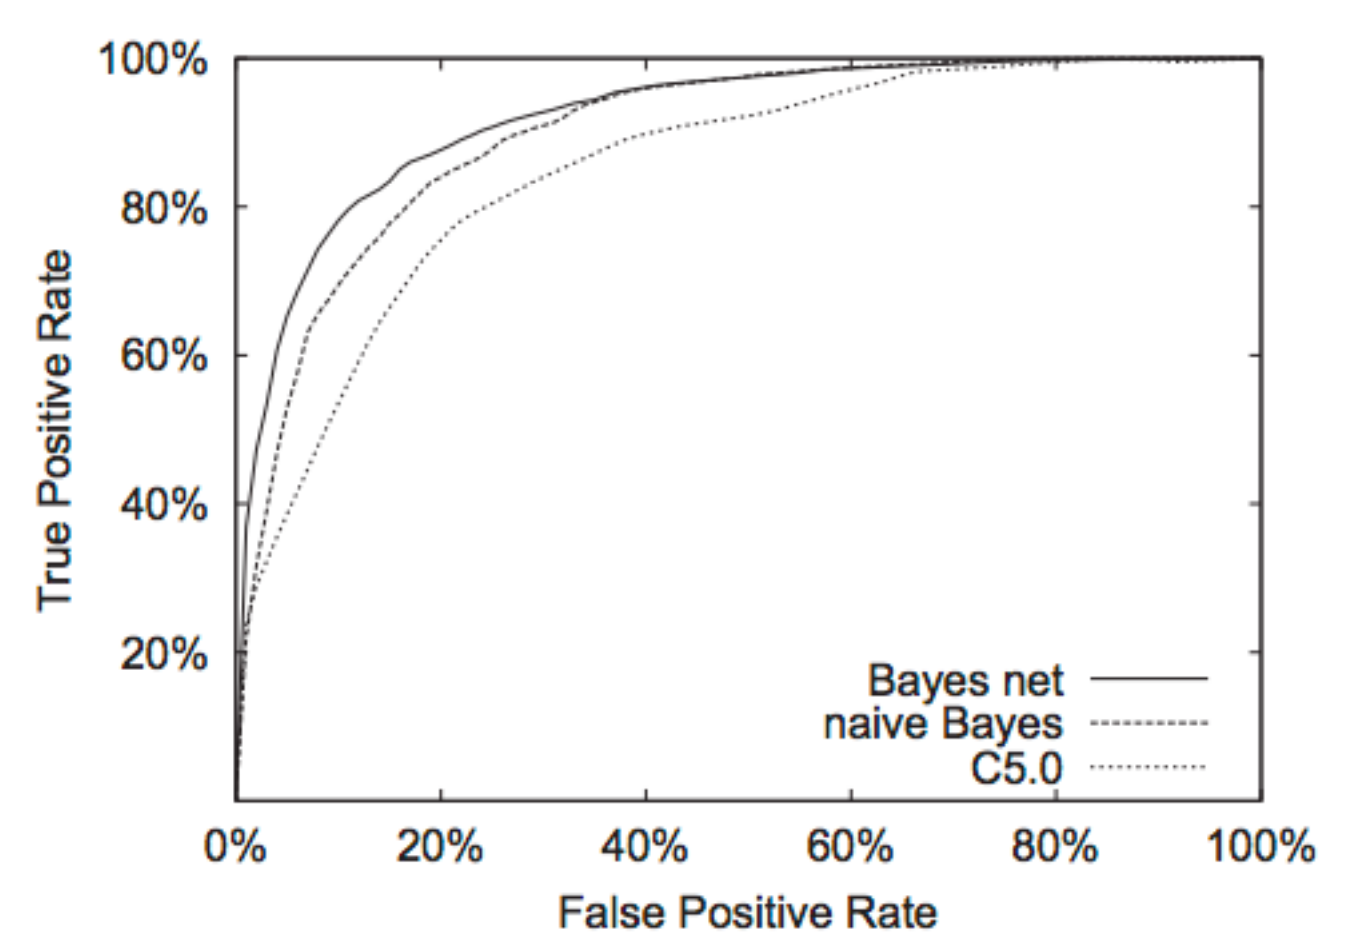 100%
80%
60%
40%
20%
True Positive Rate
Bayes net
naive Bayes
C5.0
0% 20% 40% 60% 80% 100%
False Positive Rate